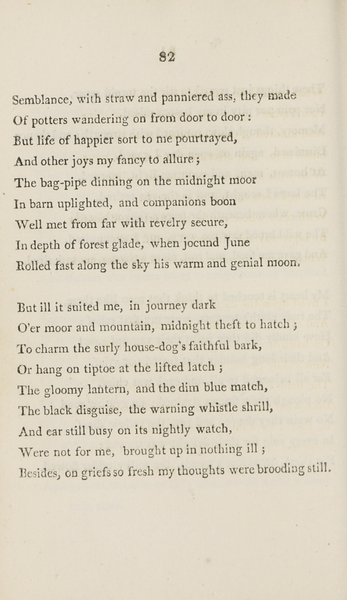 82
Semblance, with straw and panniered ass, they made
Of potters wandering on from door to door:
But life of happier sort to me pourtrayed,
And other joys my fancy to allure;
The bag-pipe dinning on the midnight moor
In barn uplighted, and companions boon
Well met from far with revelry secure,
In depth of forest glade, when jocund June
Rolled fast along the sky his warm and genial moon.
But ill it suited me, in journey dark
O'er moor and mountain, midnight theft to hatch;
To charm the surly house-dog's faithful bark,
Or hang on tiptoe at the lifted latch;
The gloomy lantern, and the dim blue match,
The black disguise, the warning whistle shrill,
And ear still busy on its nightly watch,
Were not for me, brought up in nothing ill;
Besides, on griefs so fresh my thoughts were brooding still.